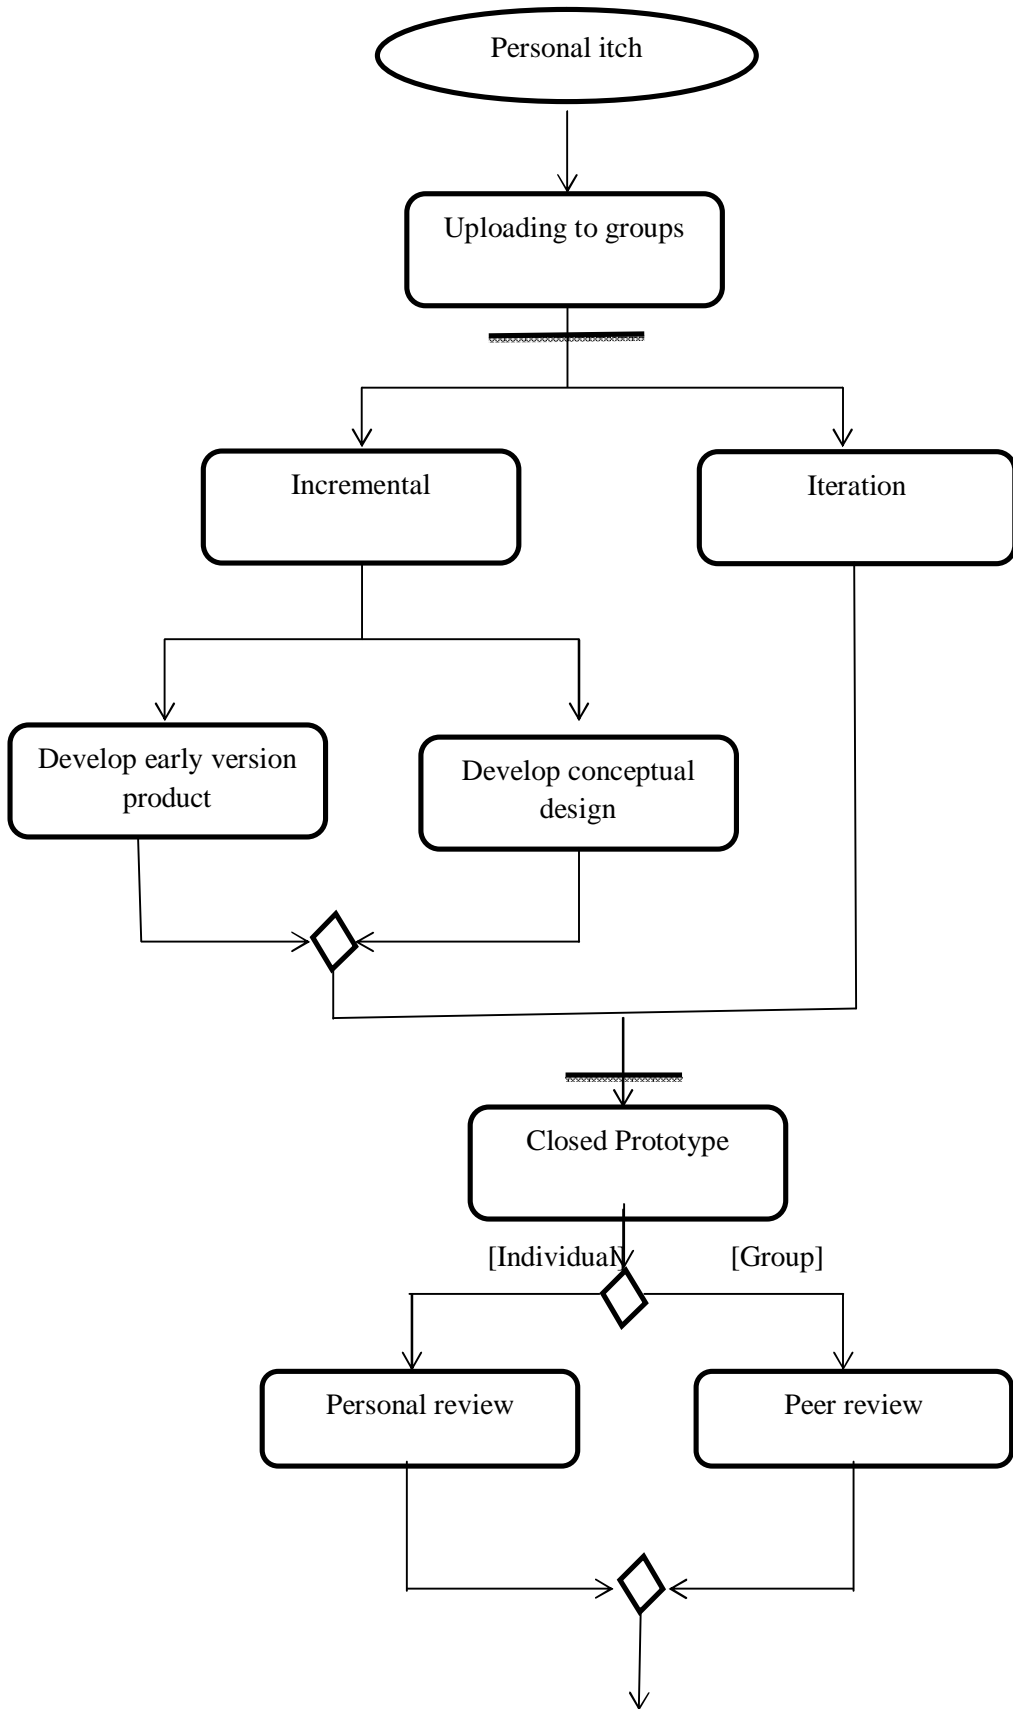 Personal itch
Uploading to groups
Incremental
Iteration
Develop early version
product
Develop conceptual
design
Closed Prototype
[Individual]
[Group]
Personal review
Peer review